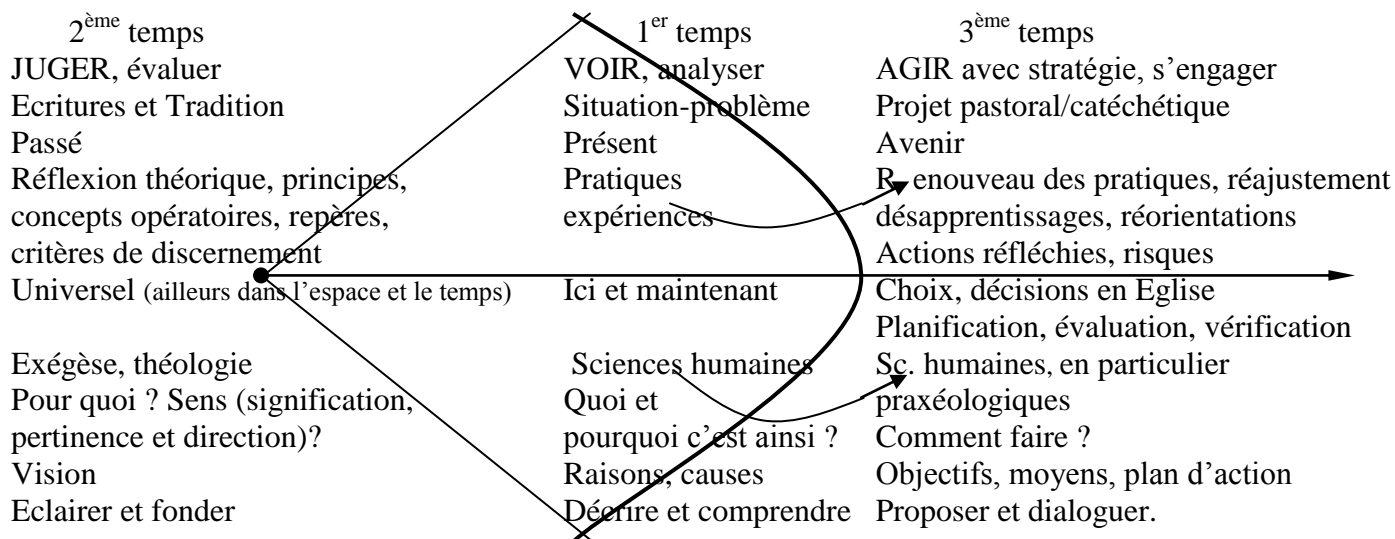 2ème temps
JUGER, évaluer
Ecritures et Tradition
Passé
Réflexion théorique, principes,
concepts opératoires, repères,
critères de discernement
Universel (ailleurs dans l’espace et le temps)
Exégèse, théologie
Pour quoi ? Sens (signification,
pertinence et direction)?
Vision
Eclairer et fonder
1er temps
VOIR, analyser
Situation-problème
Présent
Pratiques
expériences
Ici et maintenant
Sciences humaines
Quoi et
pourquoi c’est ainsi ?
Raisons, causes
Décrire et comprendre
3ème temps
AGIR avec stratégie, s’engager
Projet pastoral/catéchétique
Avenir
R enouveau des pratiques, réajustement
désapprentissages, réorientations
Actions réfléchies, risques
Choix, décisions en Eglise
Planification, évaluation, vérification
Sc. humaines, en particulier
praxéologiques
Comment faire ?
Objectifs, moyens, plan d’action
Proposer et dialoguer.